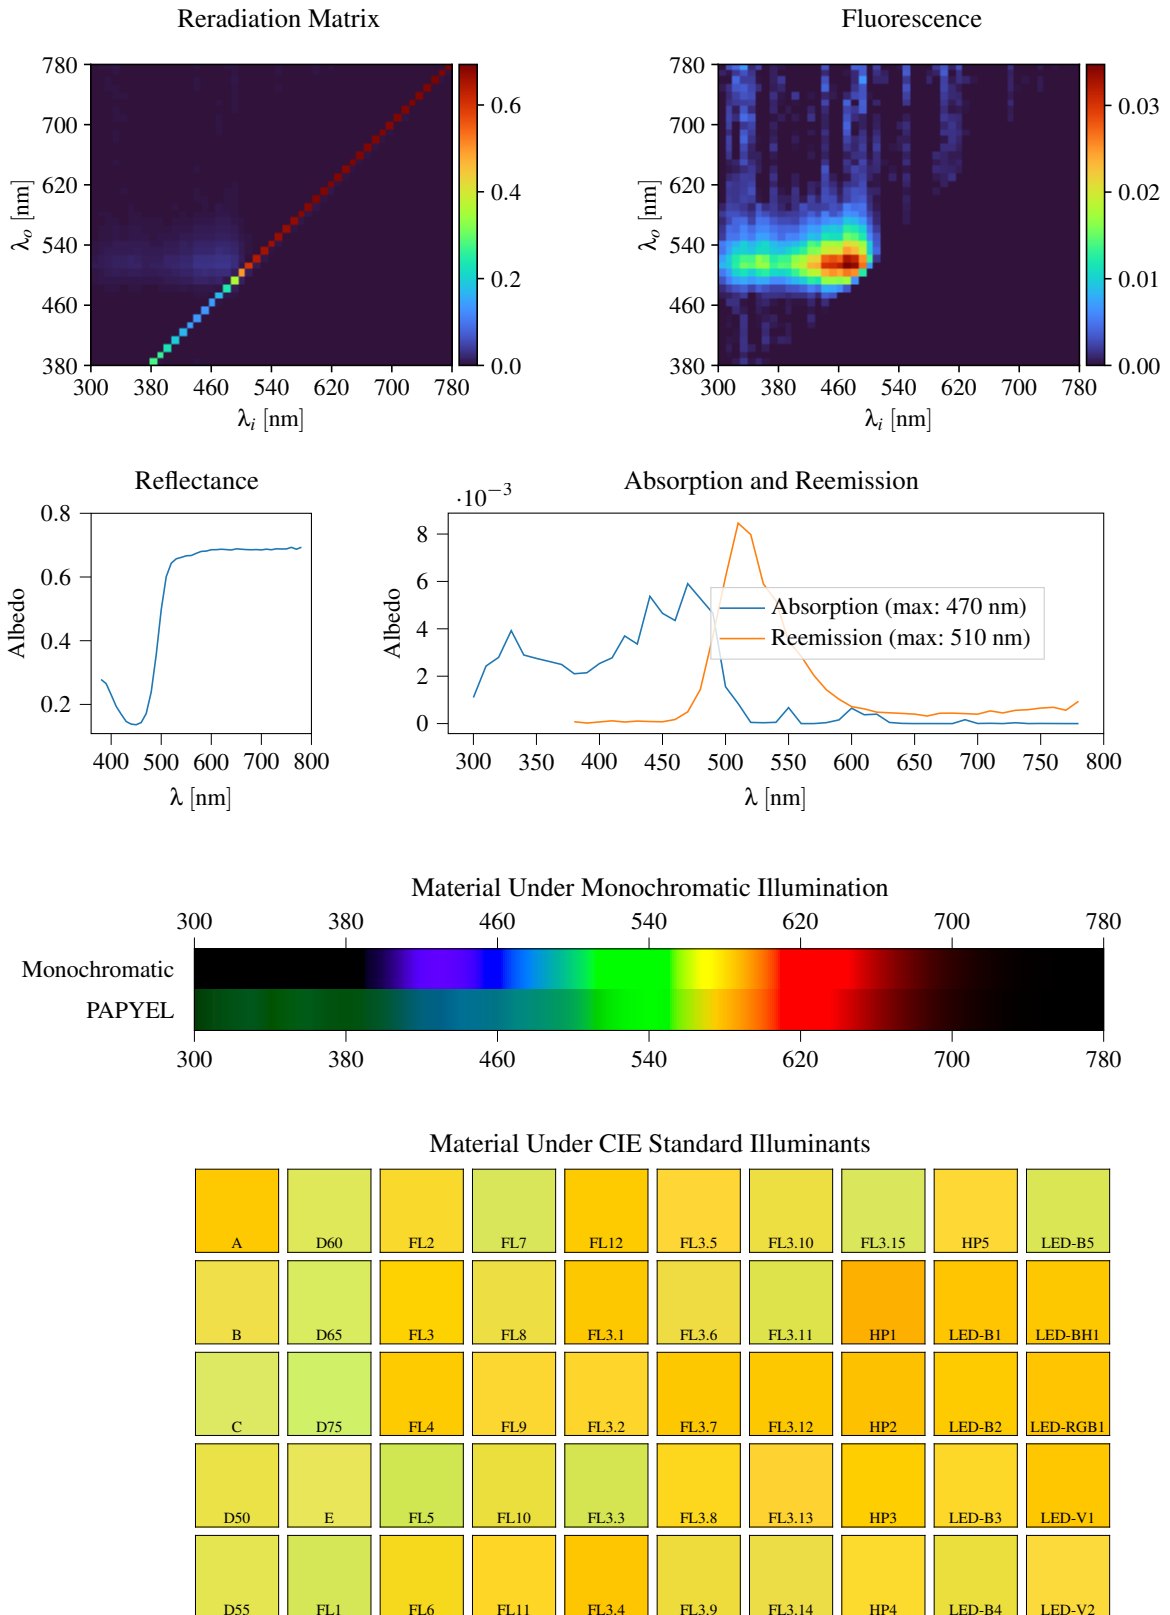 Reradiation Matrix
Fluorescence
780
700
620
540
460
380
λo [nm]
300 380 460 540 620 700 780
λi [nm]
0.6
0.4
0.2
0.0
780
700
620
540
460
380
λo [nm]
300 380 460 540 620 700 780
λi [nm]
0.03
0.02
0.01
0.00
Reflectance
0.8
0.6
0.4
0.2
Albedo
400 500 600 700 800
λ [nm]
Absorption and Reemission
·10−3
8
6
4
2
0
Albedo
Absorption (max: 470 nm)
Reemission (max: 510 nm)
300 350 400 450 500 550 600 650 700 750 800
λ [nm]
Material Under Monochromatic Illumination
300 380 460 540 620 700 780
Monochromatic
PAPYEL
300 380 460 540 620 700 780
Material Under CIE Standard Illuminants
A D60 FL2 FL7 FL12 FL3.5 FL3.10 FL3.15 HP5 LED-B5
B D65 FL3 FL8 FL3.1 FL3.6 FL3.11 HP1 LED-B1 LED-BH1
C D75 FL4 FL9 FL3.2 FL3.7 FL3.12 HP2 LED-B2 LED-RGB1
D50 E FL5 FL10 FL3.3 FL3.8 FL3.13 HP3 LED-B3 LED-V1
D55 FL1 FL6 FL11 FL3.4 FL3.9 FL3.14 HP4 LED-B4 LED-V2